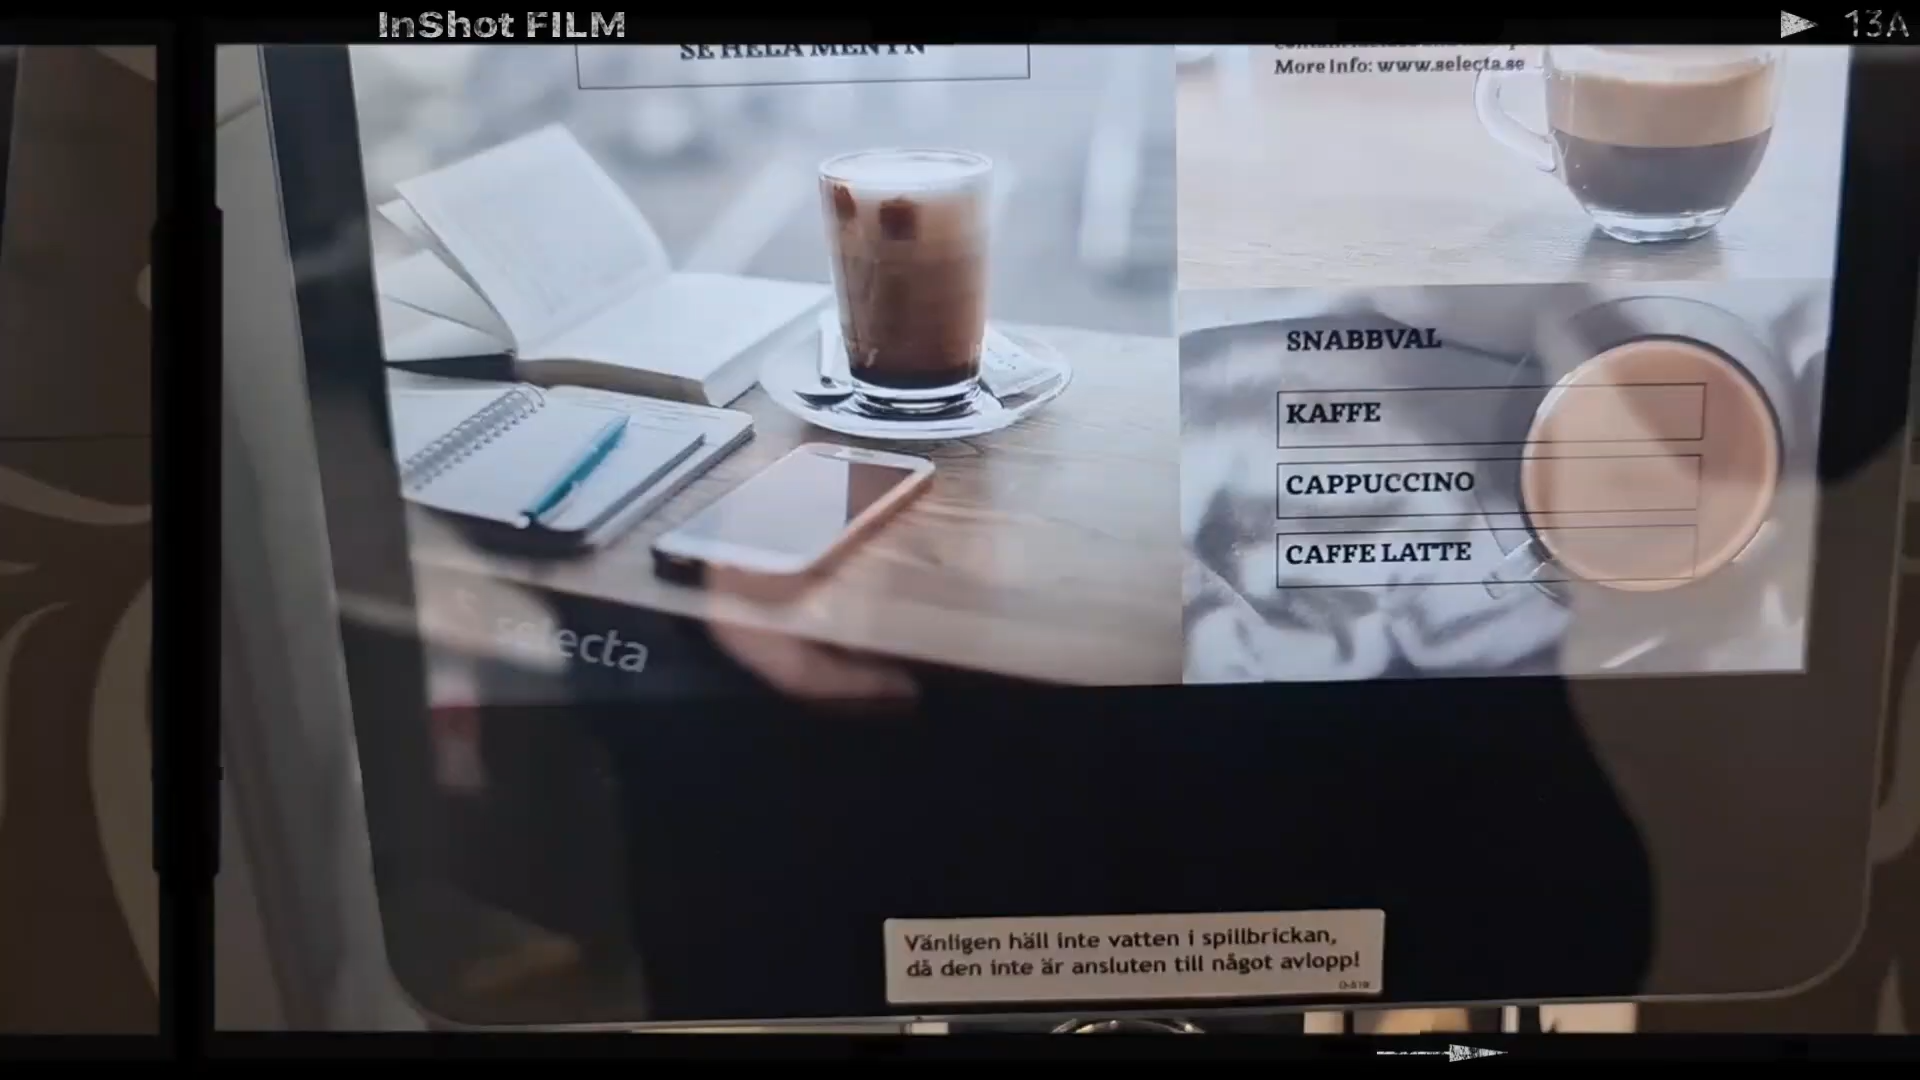 InShot FILM
13A
SE HELA MENYN
More Info: www.selecta.se
SNABBVAL
KAFFE
CAPPUCCINO
CAFFE LATTE
selecta
Vänligen häll inte vatten i spillbrickan,
då den inte är ansluten till något avlopp!